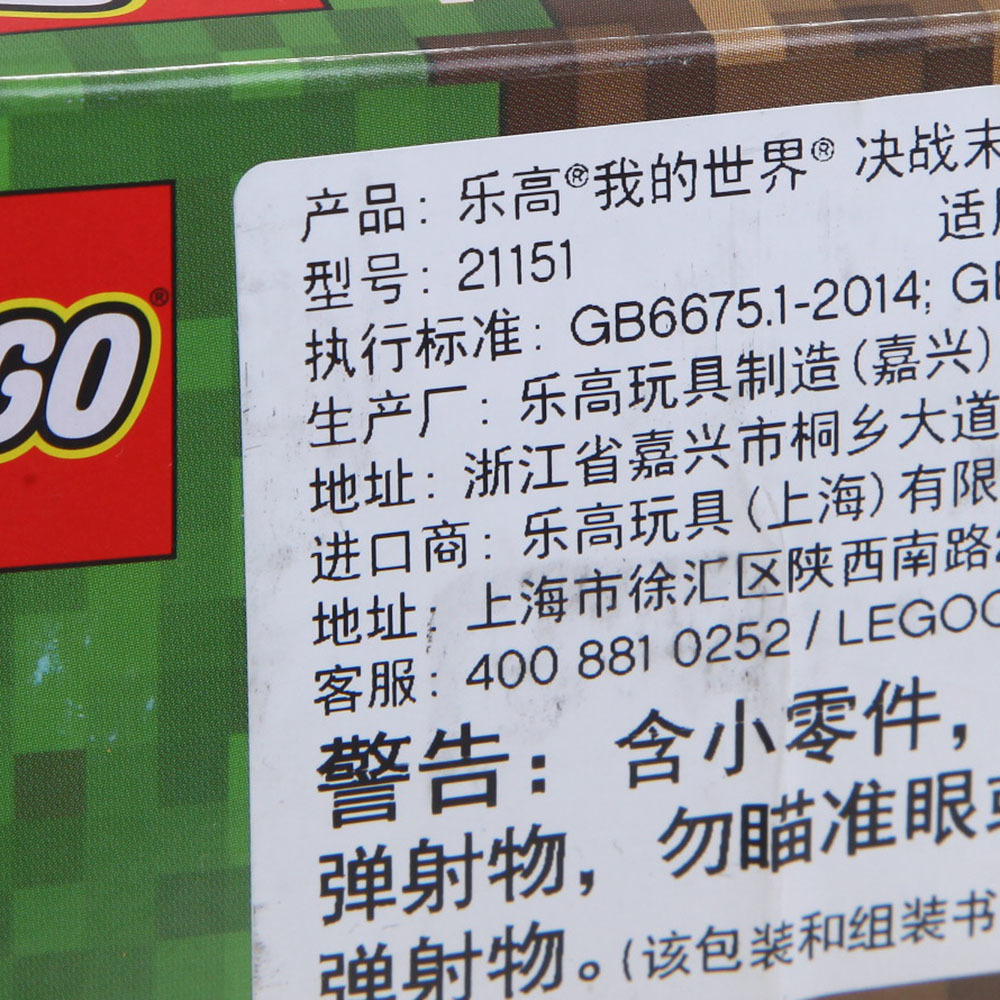 GO®
产品: 乐高®我的世界® 决战末
适
型号: 21151
执行标准: GB6675.1-2014; G
生产厂: 乐高玩具制造(嘉兴)
地址: 浙江省嘉兴市桐乡大道
进口商: 乐高玩具(上海)有限
地址: 上海市徐汇区陕西南路
客服: 400 881 0252 / LEGO
警告: 含小零件,
弹射物, 勿瞄准眼
弹射物。(该包装和组装书